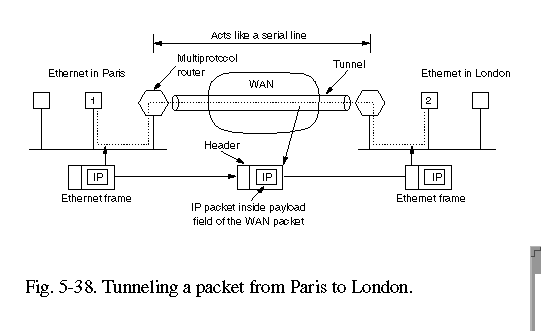 Acts like a serial line
Multiprotocol
router
Tunnel
Ethernet in Paris
WAN
Ethernet in London
1
2
Header
IP
IP
IP
Ethernet frame
IP packet inside payload
field of the WAN packet
Ethernet frame
Fig. 5-38. Tunneling a packet from Paris to London.